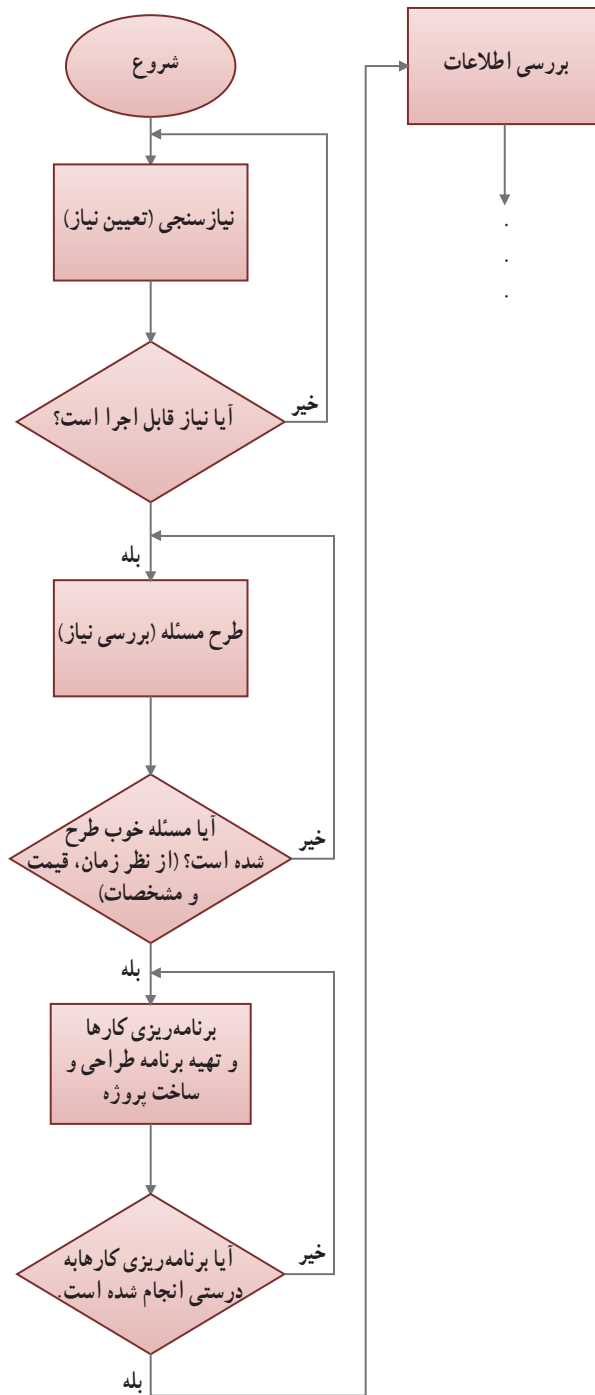 شروع
نیازسنجی (تعیین نیاز)
آیا نیاز قابل اجرا است؟
خیر
بله
طرح مسئله (بررسی نیاز)
آیا مسئله خوب طرح
شده است؟ (از نظر زمان، قیمت
و مشخصات)
خیر
بله
برنامه‌ریزی کارها
و تهیه برنامه طراحی و
ساخت پروژه
آیا برنامه‌ریزی کارهابه
درستی انجام شده است.
خیر
بله
بررسی اطلاعات
.
.
.